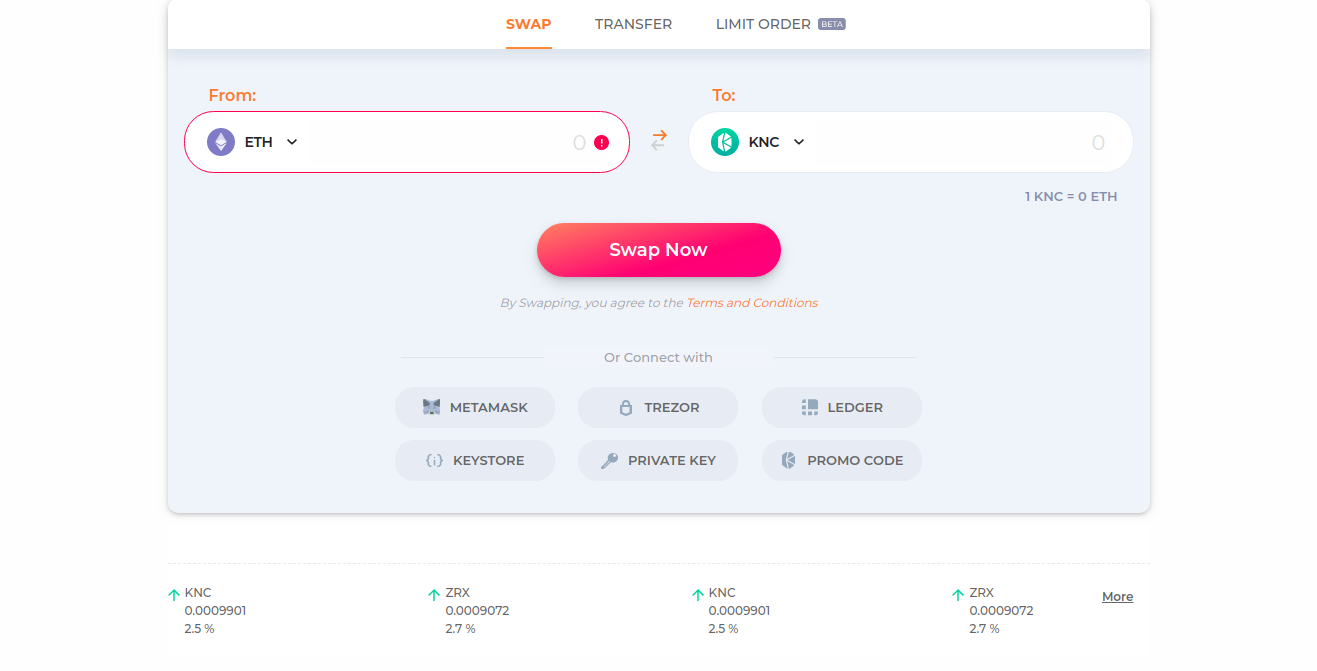 SWAP TRANSFER LIMIT ORDER BETA
From: To:
ETH 0 ! KNC 0
1 KNC = 0 ETH
Swap Now
By Swapping, you agree to the Terms and Conditions
Or Connect with
METAMASK TREZOR LEDGER
{i} KEYSTORE PRIVATE KEY PROMO CODE
KNC ZRX KNC ZRX More
0.0009901 0.0009072 0.0009901 0.0009072
2.5 % 2.7 % 2.5 % 2.7 %